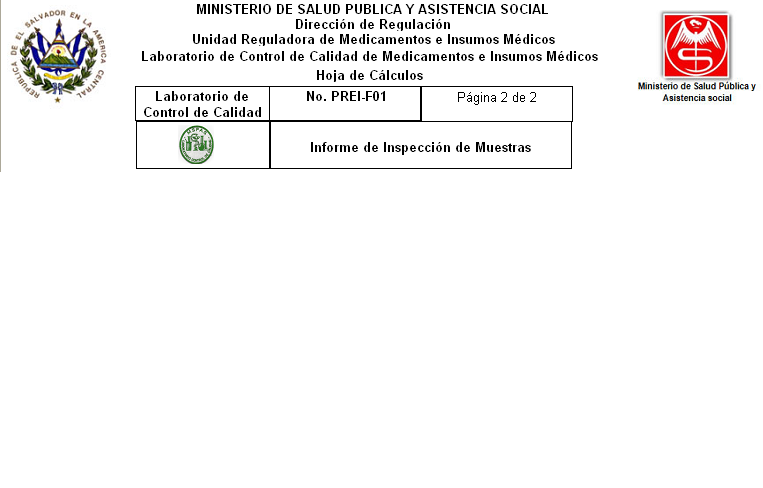 MINISTERIO DE SALUD PUBLICA Y ASISTENCIA SOCIAL
Dirección de Regulación
Unidad Reguladora de Medicamentos e Insumos Médicos
Laboratorio de Control de Calidad de Medicamentos e Insumos Médicos
Hoja de Cálculos
REPUBLICA DE EL SALVADOR EN LA AMERICA CENTRAL
Ministerio de Salud Pública y
Asistencia social
Laboratorio de
Control de Calidad
No. PREI-F01
Página 2 de 2
MSPAS
Informe de Inspección de Muestras